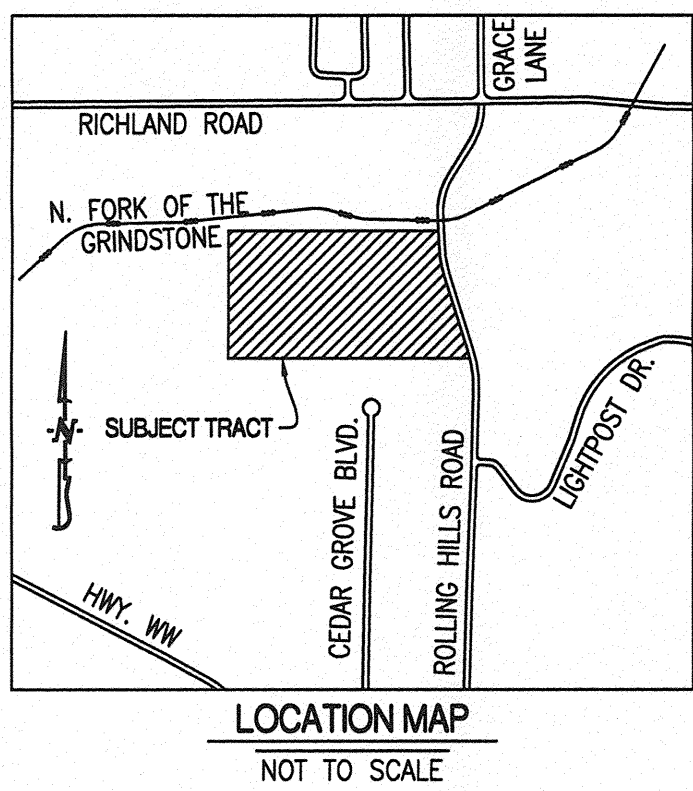 GRACE
LANE
RICHLAND ROAD
N. FORK OF THE
GRINDSTONE
SUBJECT TRACT
N
CEDAR GROVE BLVD.
ROLLING HILLS ROAD
LIGHTPOST DR.
HWY. WW
LOCATION MAP
NOT TO SCALE